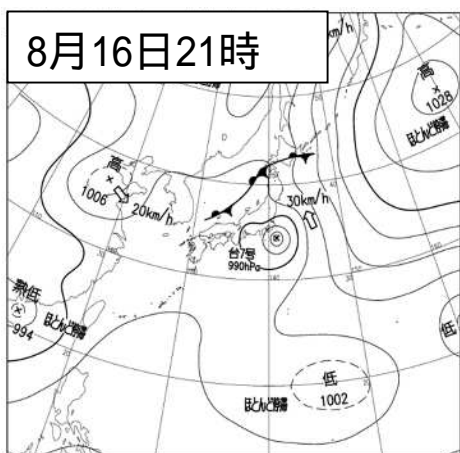 8月16日21時
km/h
高
1028
ほとんど停滞
高
1006
20km/h
30km/h
台7号
990hPa
熱低
994
ほとんど停滞
低
1002
ほとんど停滞